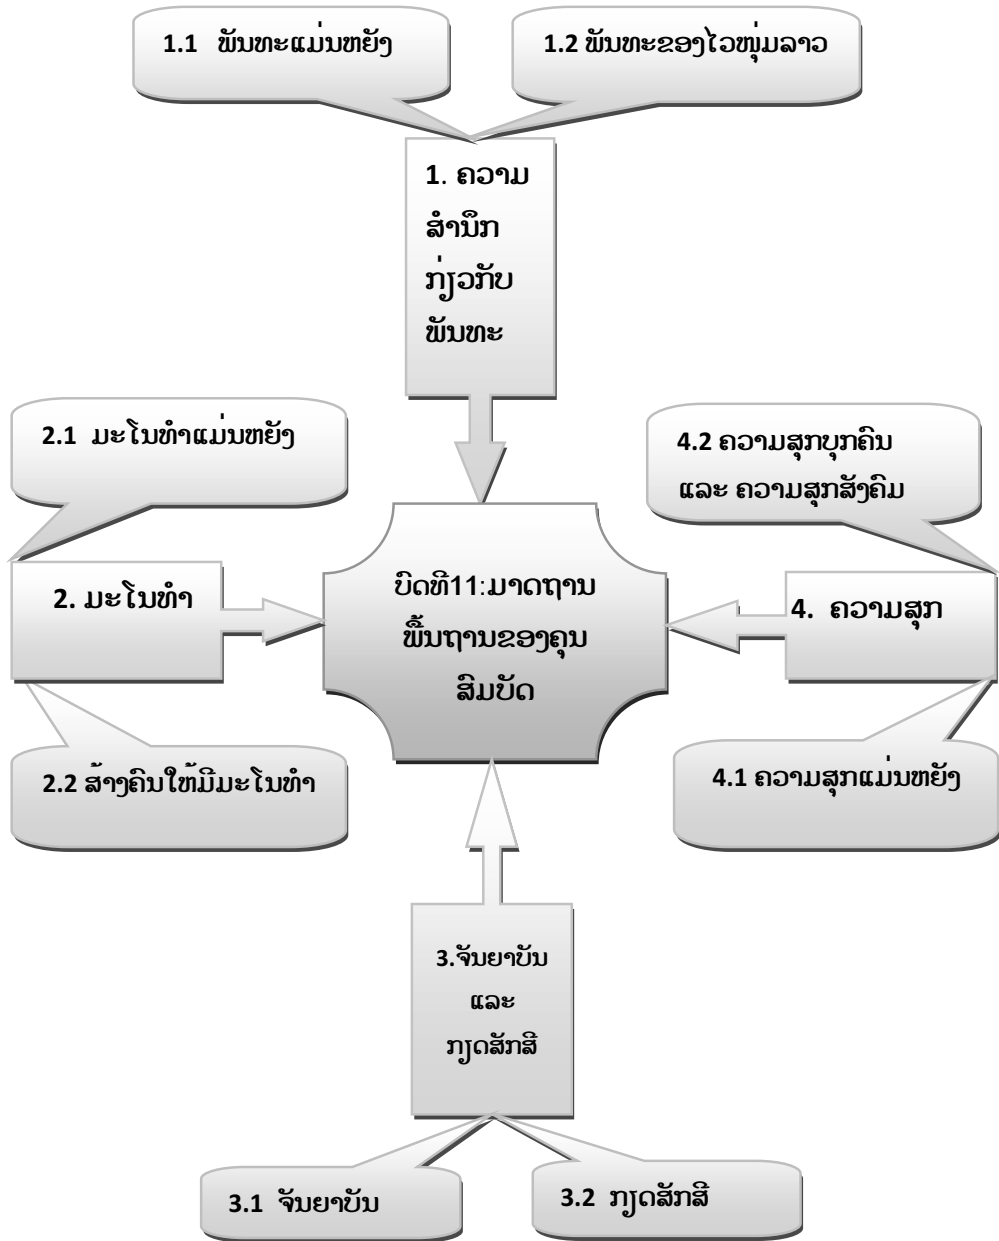 1.1 ພັນທະແມ່ນຫຍັງ
1.2 ພັນທະຂອງໄວໜຸ່ມລາວ
1. ຄວາມ
ສຳນຶກ
ກ່ຽວກັບ
ພັນທະ
2.1 ມະໂນທຳແມ່ນຫຍັງ
4.2 ຄວາມສຸກບຸກຄົນ
ແລະ ຄວາມສຸກສັງຄົມ
2. ມະໂນທຳ
ບົດທີ11:ມາດຖານ
ພື້ນຖານຂອງຄຸນ
ສົມບັດ
4. ຄວາມສຸກ
2.2 ສ້າງຄົນໃຫ້ມີມະໂນທຳ
4.1 ຄວາມສຸກແມ່ນຫຍັງ
3.ຈັນຍາບັນ
ແລະ
ກຽດສັກສີ
3.1 ຈັນຍາບັນ
3.2 ກຽດສັກສີ